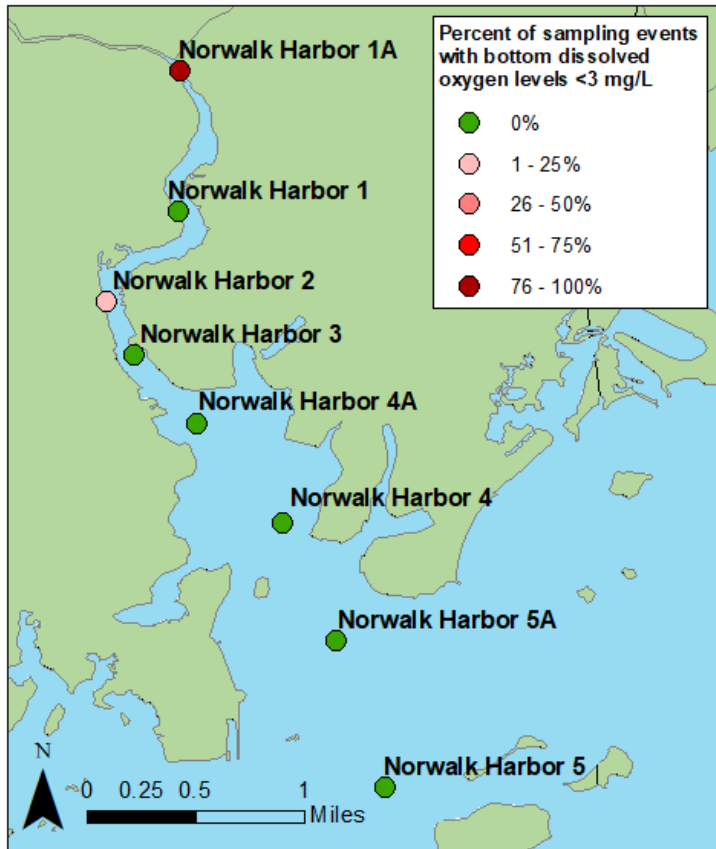 Percent of sampling events
with bottom dissolved
oxygen levels <3 mg/L
0%
1 - 25%
26 - 50%
51 - 75%
76 - 100%
Norwalk Harbor 1A
Norwalk Harbor 1
Norwalk Harbor 2
Norwalk Harbor 3
Norwalk Harbor 4A
Norwalk Harbor 4
Norwalk Harbor 5A
Norwalk Harbor 5
N
0 0.25 0.5 1
Miles